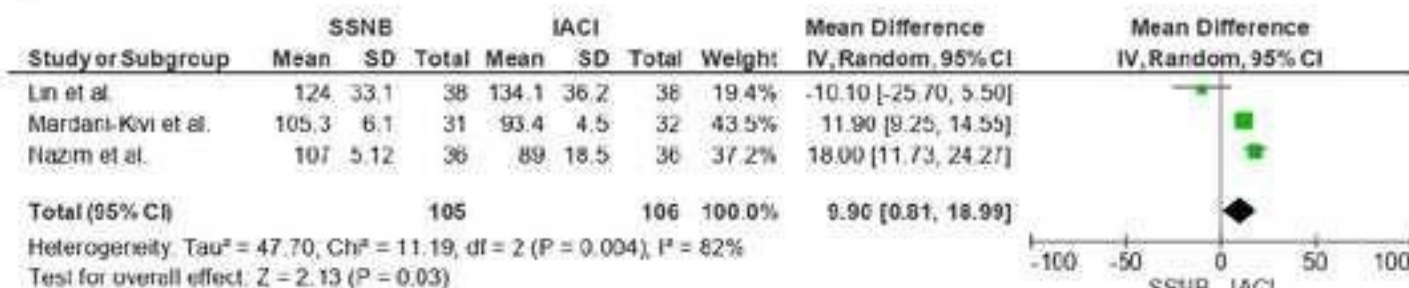 SSNB IACI Mean Difference Mean Difference
Study or Subgroup Mean SD Total Mean SD Total Weight IV, Random, 95% CI IV, Random, 95% CI
Lin et al. 124 33.1 38 134.1 36.2 38 19.4% -10.10 [-25.70, 5.50]
Mardani-Kivi et al. 105.3 6.1 31 93.4 4.5 32 43.5% 11.90 [9.25, 14.55]
Nazim et al. 107 5.12 36 89 18.5 36 37.2% 18.00 [11.73, 24.27]
Total (95% CI) 105 106 100.0% 9.90 [0.81, 18.99]
Heterogeneity: Tau² = 47.70, Chi² = 11.19, df = 2 (P = 0.004), I² = 82%
Test for overall effect: Z = 2.13 (P = 0.03)
-100 -50 0 50 100
SSNB IACI